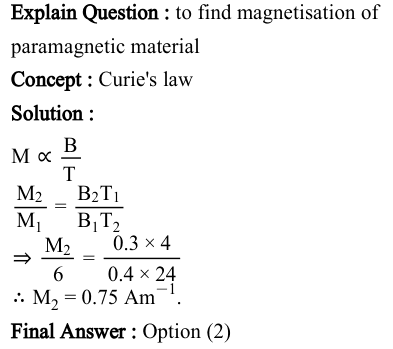 Explain Question : to find magnetisation of
paramagnetic material
Concept : Curie's law
Solution :
M ∝ B/T
M₂/M₁ = B₂T₁/B₁T₂
⇒ M₂/6 = 0.3 × 4/0.4 × 24
∴ M₂ = 0.75 Am⁻¹.
Final Answer : Option (2)